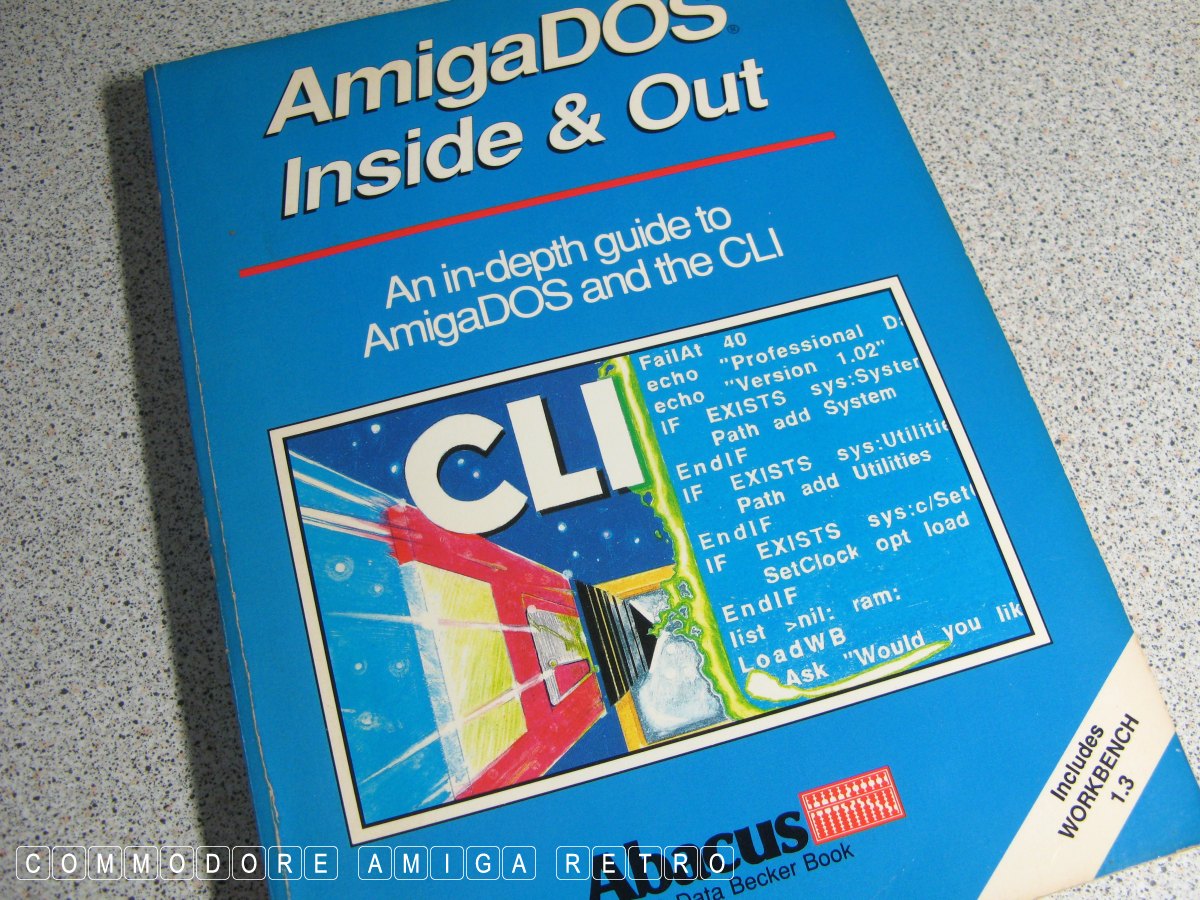 AmigaDOS®
Inside & Out
An in-depth guide to
AmigaDOS and the CLI
CLI
FailAt 40
echo "Professional Da
echo "Version 1.02"
IF EXISTS sys:System
Path add System
EndIF
IF EXISTS sys:Utilitie
Path add Utilities
EndIF
IF EXISTS sys:c/SetC
SetClock opt load
EndIF
list >nil: ram:
LoadWB
Ask "Would you lik
Includes
WORKBENCH
1.3
Abacus
Data Becker Book
COMMODORE AMIGA RETRO